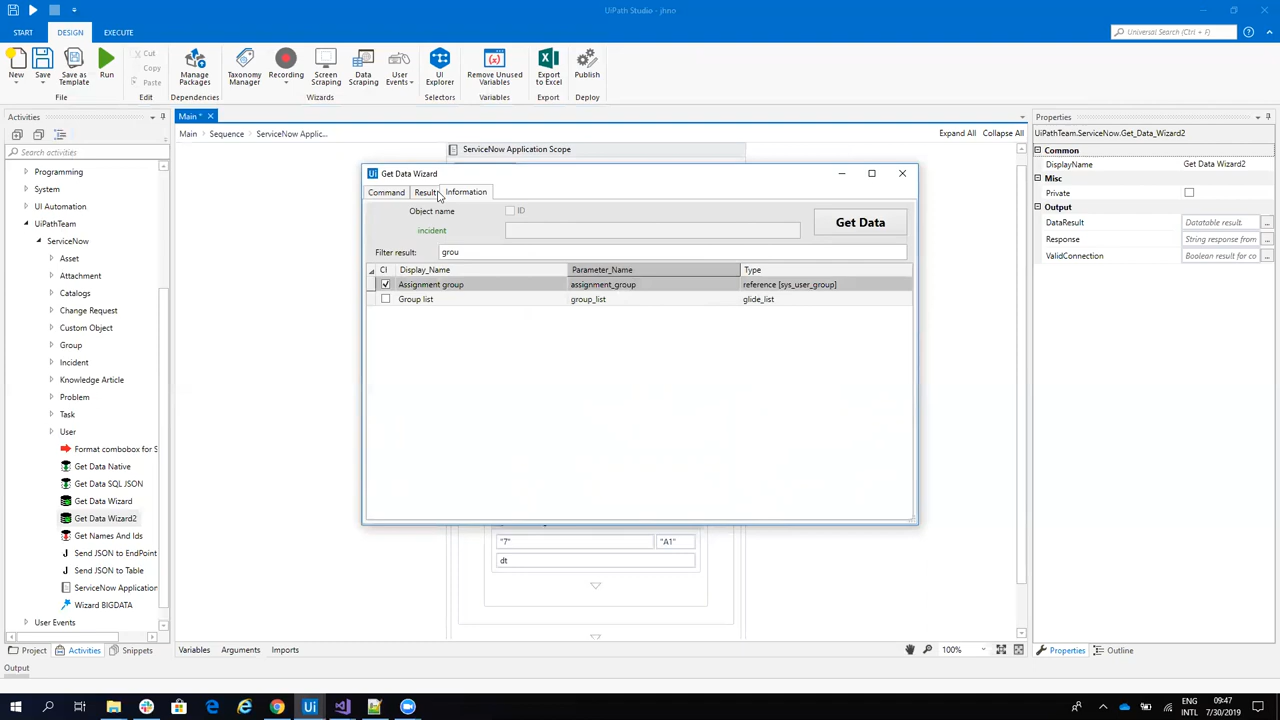 UiPath Studio - jhno
START
DESIGN
EXECUTE
Universal Search (Ctrl + F)
New
Save
Save as Template
Run
Cut
Copy
Paste
Manage Packages
Taxonomy Manager
Recording
Screen Scraping
Data Scraping
User Events
UI Explorer
Remove Unused Variables
Export to Excel
Publish
File
Edit
Dependencies
Wizards
Selectors
Variables
Export
Deploy
Activities
Search activities
Programming
System
UI Automation
UiPathTeam
ServiceNow
Asset
Attachment
Catalogs
Change Request
Custom Object
Group
Incident
Knowledge Article
Problem
Task
User
Format combobox for S
Get Data Native
Get Data SQL JSON
Get Data Wizard
Get Data Wizard2
Get Names And Ids
Send JSON to EndPoint
Send JSON to Table
ServiceNow Application
Wizard BIGDATA
User Events
Project
Activities
Snippets
Output
Main *
Main
Sequence
ServiceNow Applic...
Expand All
Collapse All
ServiceNow Application Scope
Ui Get Data Wizard
Command
Result
Information
Object name
ID
incident
Get Data
Filter result:
grou
Cl
Display_Name
Parameter_Name
Type
Assignment group
assignment_group
reference [sys_user_group]
Group list
group_list
glide_list
"7"
"A1"
dt
Variables
Arguments
Imports
100%
Properties
UiPathTeam.ServiceNow.Get_Data_Wizard2
Common
DisplayName
Get Data Wizard2
Misc
Private
Output
DataResult
Datatable result.
...
Response
String response from
...
ValidConnection
Boolean result for co
...
Properties
Outline
Ui
ENG
INTL
09:47
7/30/2019